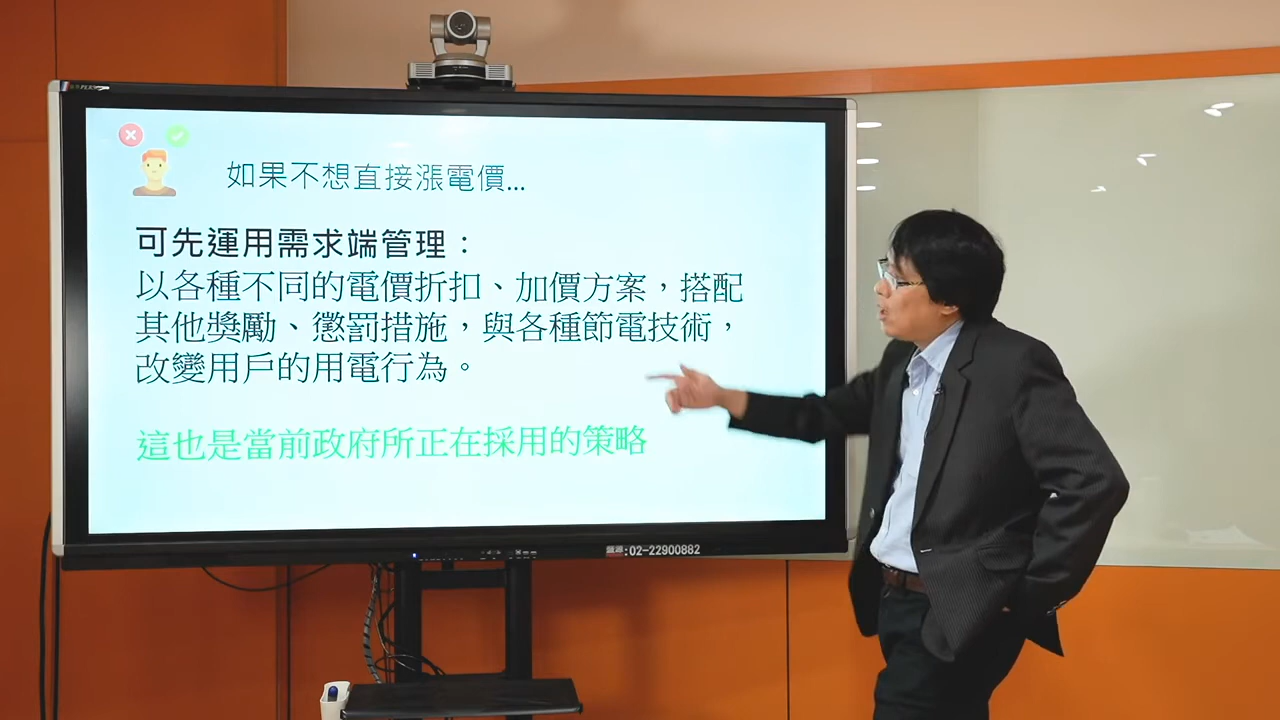 如果不想直接漲電價...
可先運用需求端管理：
以各種不同的電價折扣、加價方案，搭配
其他獎勵、懲罰措施，與各種節電技術，
改變用戶的用電行為。
這也是當前政府所正在採用的策略
:02-22900882